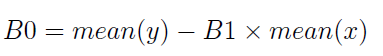 B0 = mean(y) − B1 × mean(x)